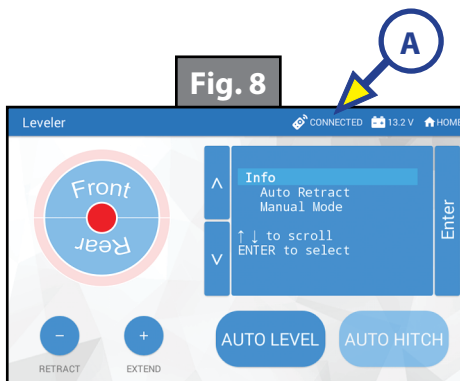 A
Fig. 8
Leveler
CONNECTED
13.2 V
HOME
Front
Rear
Info
Auto Retract
Manual Mode
↑ ↓ to scroll
ENTER to select
Enter
−
+
RETRACT
EXTEND
AUTO LEVEL
AUTO HITCH